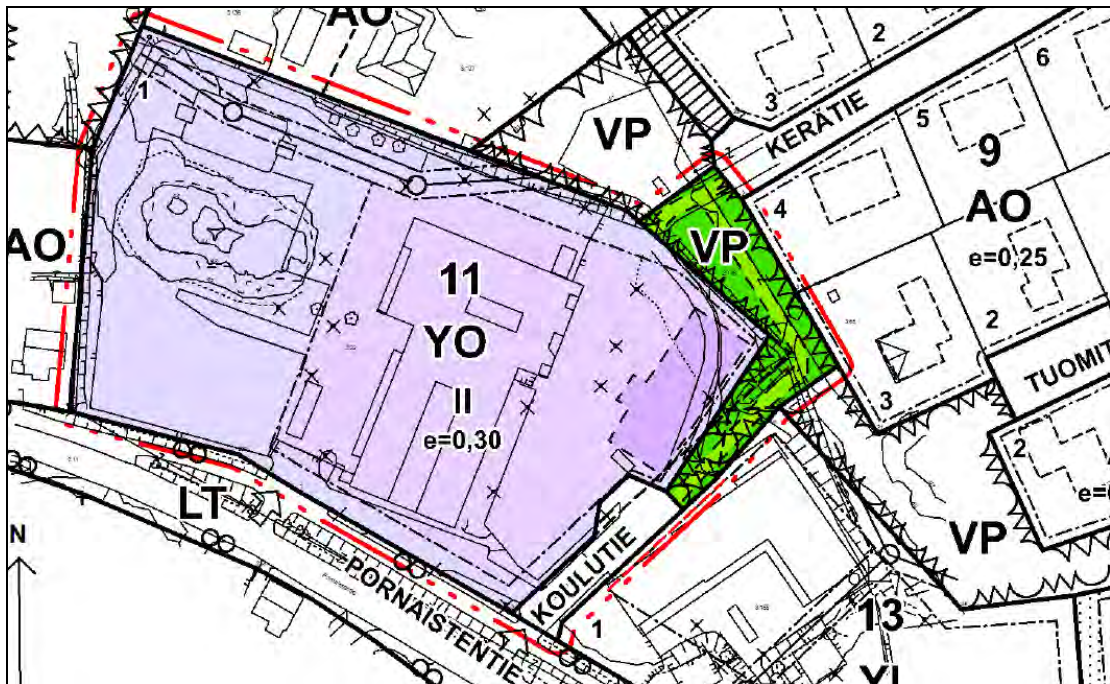 AO
2
6
1
3
VP
KERÄTIE
5
9
4
AO
VP
AO
e=0,25
11
YO
II
2
TUOMIT
e=0,30
3
2
LT
N
VP
KOULUTIE
PORNAISTENTIE
1
13